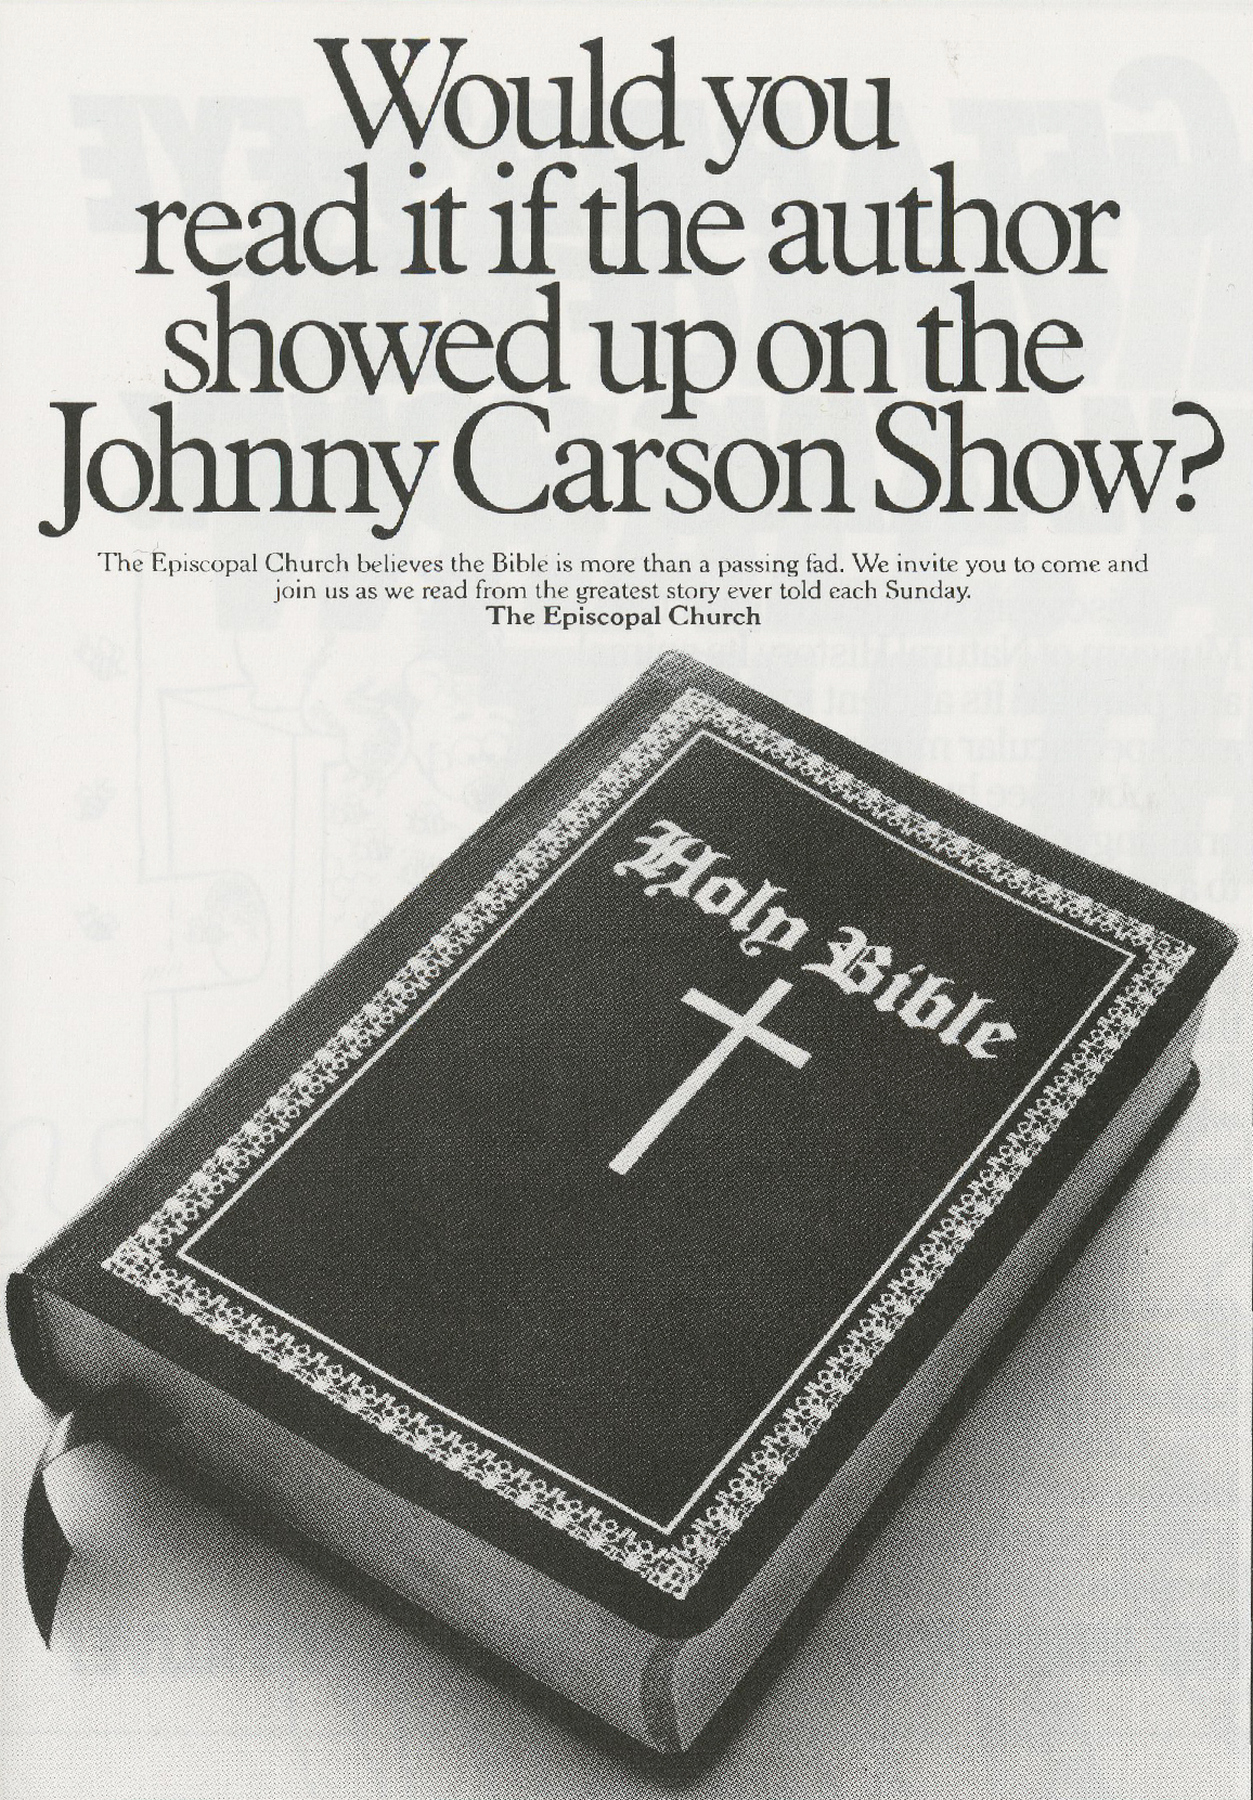 Would you
read it if the author
showed up on the
Johnny Carson Show?
The Episcopal Church believes the Bible is more than a passing fad. We invite you to come and
join us as we read from the greatest story ever told each Sunday.
The Episcopal Church
Holy Bible